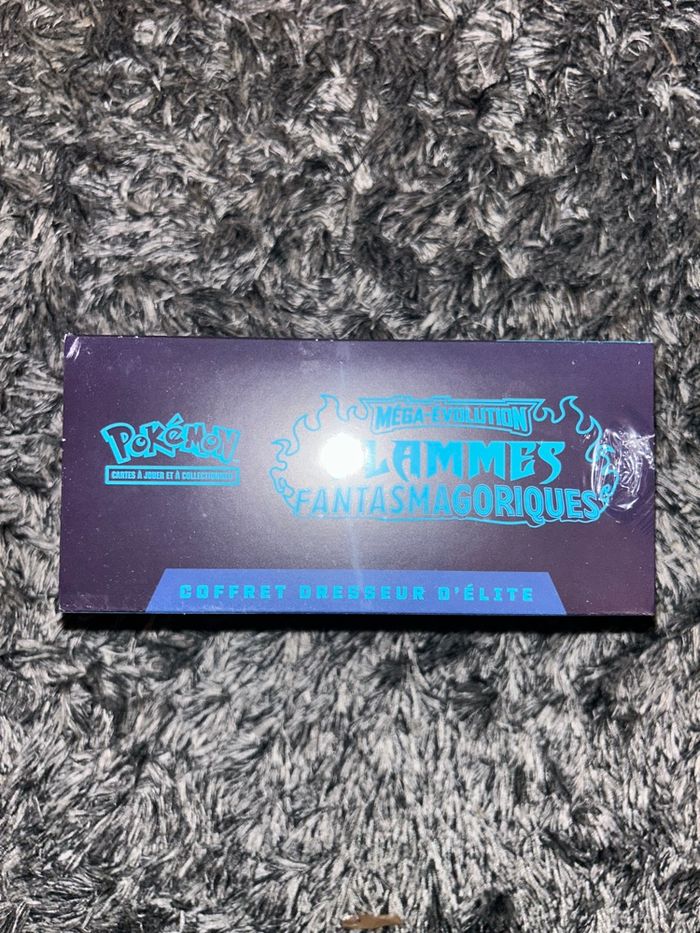 POKéMON
CARTES À JOUER ET À COLLECTIONNER
MÉGA-ÉVOLUTION
FLAMMES
FANTASMAGORIQUES
COFFRET DRESSEUR D'ÉLITE